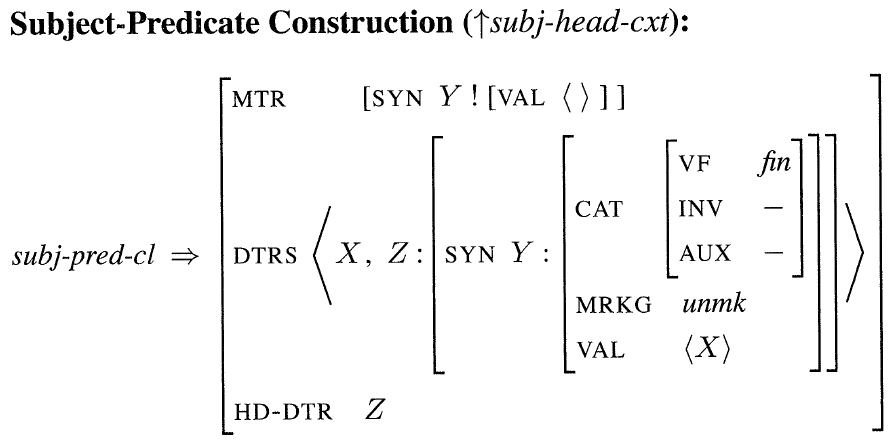 Subject-Predicate Construction (↑subj-head-cxt):
MTR [SYN Y ! [VAL ⟨ ⟩ ] ]
VF fin
CAT INV −
subj-pred-cl ⇒ DTRS ⟨ X , Z : [ SYN Y : AUX −
MRKG unmk
VAL ⟨X⟩
HD-DTR Z